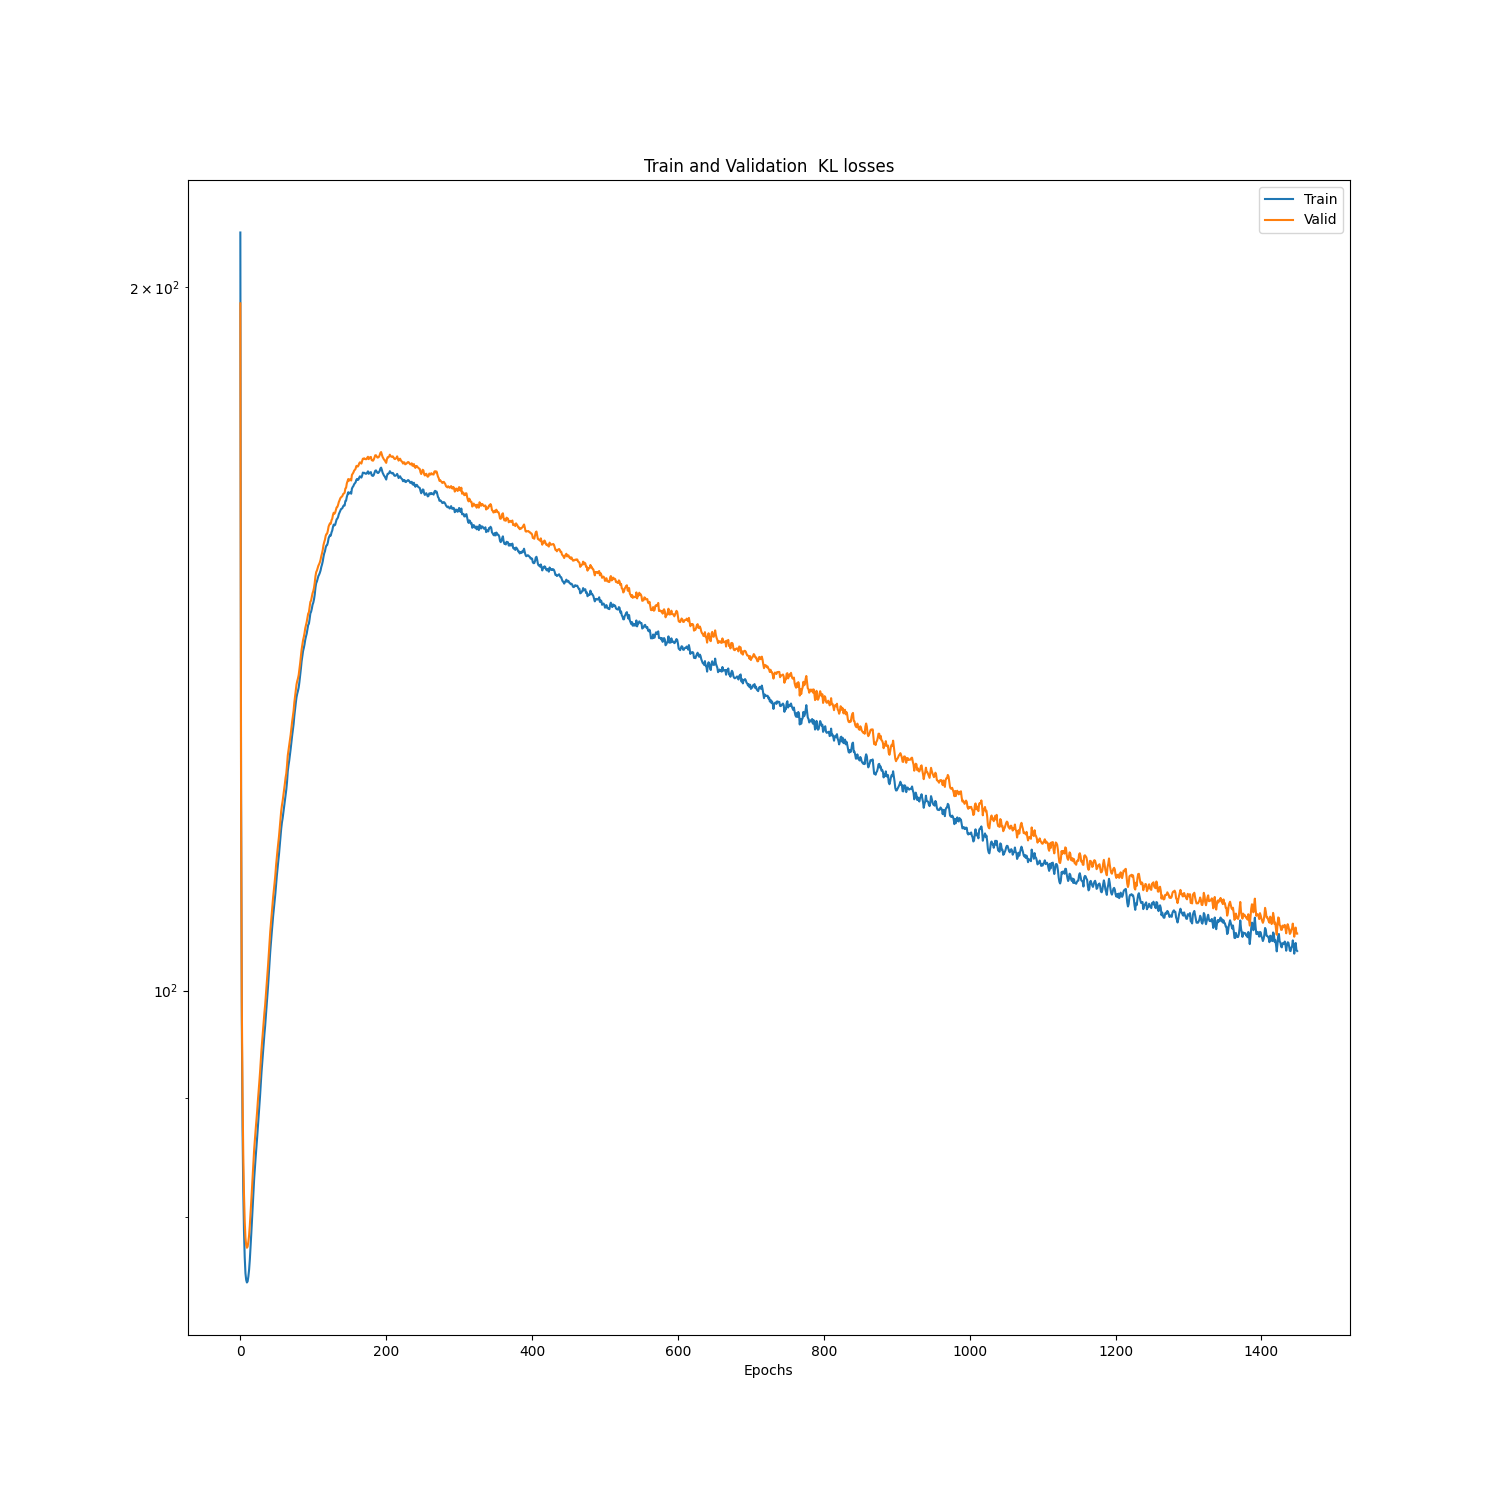 Train and Validation  KL losses
Train
Valid
2 × 10²
10²
0 200 400 600 800 1000 1200 1400
Epochs